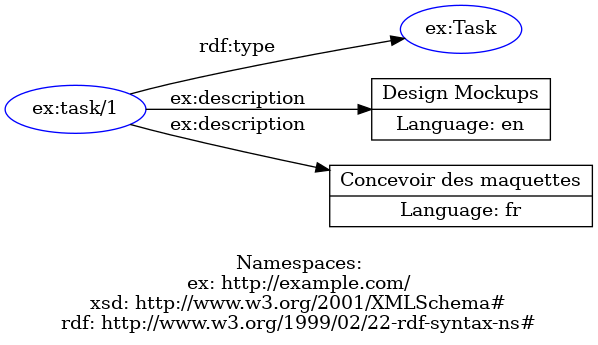 ex:Task
rdf:type
ex:task/1
ex:description
Design Mockups
Language: en
ex:description
Concevoir des maquettes
Language: fr
Namespaces:
ex: http://example.com/
xsd: http://www.w3.org/2001/XMLSchema#
rdf: http://www.w3.org/1999/02/22-rdf-syntax-ns#